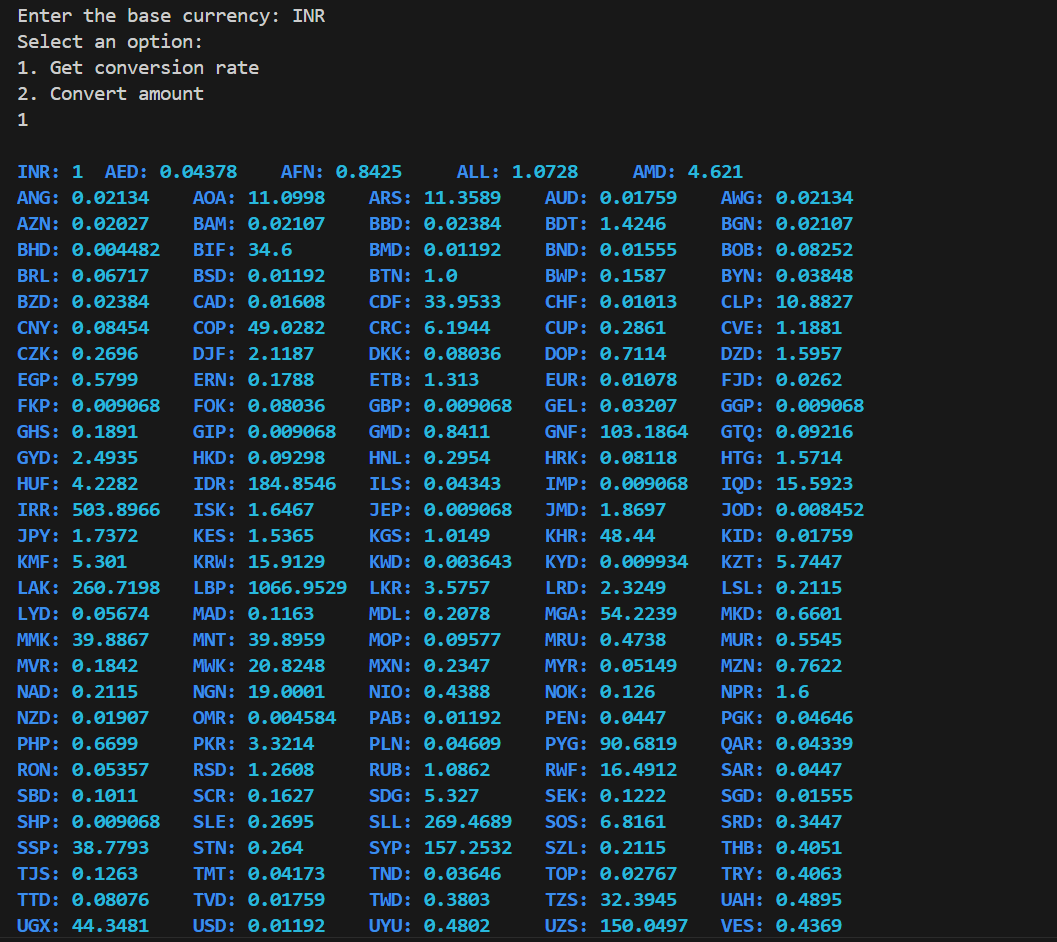 Enter the base currency: INR
Select an option:
1. Get conversion rate
2. Convert amount
1
INR: 1 AED: 0.04378 AFN: 0.8425 ALL: 1.0728 AMD: 4.621
ANG: 0.02134 AOA: 11.0998 ARS: 11.3589 AUD: 0.01759 AWG: 0.02134
AZN: 0.02027 BAM: 0.02107 BBD: 0.02384 BDT: 1.4246 BGN: 0.02107
BHD: 0.004482 BIF: 34.6 BMD: 0.01192 BND: 0.01555 BOB: 0.08252
BRL: 0.06717 BSD: 0.01192 BTN: 1.0 BWP: 0.1587 BYN: 0.03848
BZD: 0.02384 CAD: 0.01608 CDF: 33.9533 CHF: 0.01013 CLP: 10.8827
CNY: 0.08454 COP: 49.0282 CRC: 6.1944 CUP: 0.2861 CVE: 1.1881
CZK: 0.2696 DJF: 2.1187 DKK: 0.08036 DOP: 0.7114 DZD: 1.5957
EGP: 0.5799 ERN: 0.1788 ETB: 1.313 EUR: 0.01078 FJD: 0.0262
FKP: 0.009068 FOK: 0.08036 GBP: 0.009068 GEL: 0.03207 GGP: 0.009068
GHS: 0.1891 GIP: 0.009068 GMD: 0.8411 GNF: 103.1864 GTQ: 0.09216
GYD: 2.4935 HKD: 0.09298 HNL: 0.2954 HRK: 0.08118 HTG: 1.5714
HUF: 4.2282 IDR: 184.8546 ILS: 0.04343 IMP: 0.009068 IQD: 15.5923
IRR: 503.8966 ISK: 1.6467 JEP: 0.009068 JMD: 1.8697 JOD: 0.008452
JPY: 1.7372 KES: 1.5365 KGS: 1.0149 KHR: 48.44 KID: 0.01759
KMF: 5.301 KRW: 15.9129 KWD: 0.003643 KYD: 0.009934 KZT: 5.7447
LAK: 260.7198 LBP: 1066.9529 LKR: 3.5757 LRD: 2.3249 LSL: 0.2115
LYD: 0.05674 MAD: 0.1163 MDL: 0.2078 MGA: 54.2239 MKD: 0.6601
MMK: 39.8867 MNT: 39.8959 MOP: 0.09577 MRU: 0.4738 MUR: 0.5545
MVR: 0.1842 MWK: 20.8248 MXN: 0.2347 MYR: 0.05149 MZN: 0.7622
NAD: 0.2115 NGN: 19.0001 NIO: 0.4388 NOK: 0.126 NPR: 1.6
NZD: 0.01907 OMR: 0.004584 PAB: 0.01192 PEN: 0.0447 PGK: 0.04646
PHP: 0.6699 PKR: 3.3214 PLN: 0.04609 PYG: 90.6819 QAR: 0.04339
RON: 0.05357 RSD: 1.2608 RUB: 1.0862 RWF: 16.4912 SAR: 0.0447
SBD: 0.1011 SCR: 0.1627 SDG: 5.327 SEK: 0.1222 SGD: 0.01555
SHP: 0.009068 SLE: 0.2695 SLL: 269.4689 SOS: 6.8161 SRD: 0.3447
SSP: 38.7793 STN: 0.264 SYP: 157.2532 SZL: 0.2115 THB: 0.4051
TJS: 0.1263 TMT: 0.04173 TND: 0.03646 TOP: 0.02767 TRY: 0.4063
TTD: 0.08076 TVD: 0.01759 TWD: 0.3803 TZS: 32.3945 UAH: 0.4895
UGX: 44.3481 USD: 0.01192 UYU: 0.4802 UZS: 150.0497 VES: 0.4369